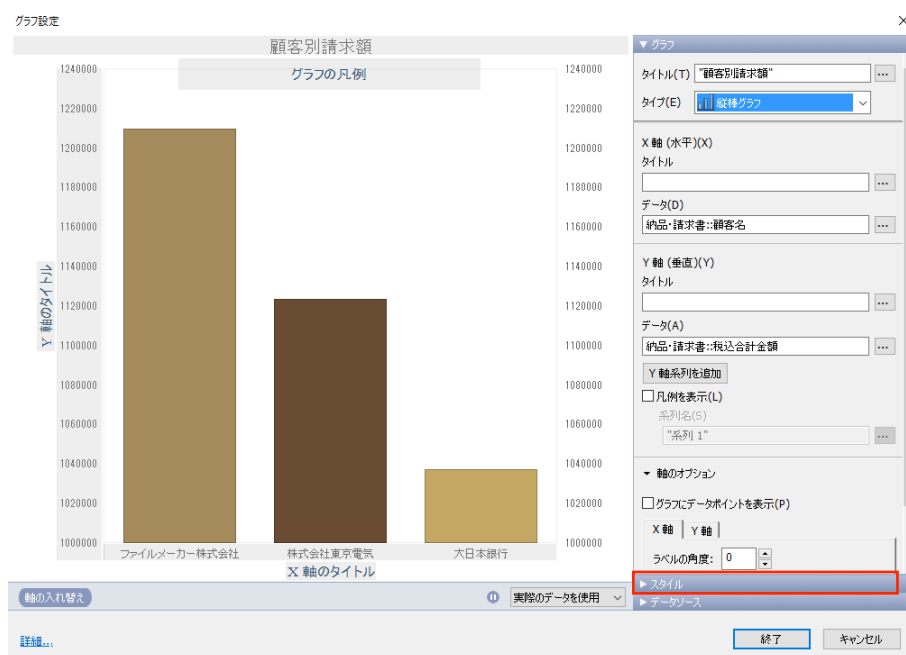 グラフ設定
顧客別請求額
グラフの凡例
1240000
1220000
1200000
1180000
1160000
1140000
1120000
1100000
1080000
1060000
1040000
1020000
1000000
1240000
1220000
1200000
1180000
1160000
1140000
1120000
1100000
1080000
1060000
1040000
1020000
1000000
Y 軸のタイトル
ファイルメーカー株式会社 株式会社東京電気 大日本銀行
X 軸のタイトル
軸の入れ替え
実際のデータを使用
詳細...
▼ グラフ
タイトル(T) "顧客別請求額" ...
タイプ(E) 縦棒グラフ
X 軸 (水平)(X)
タイトル
...
データ(D)
納品・請求書::顧客名 ...
Y 軸 (垂直)(Y)
タイトル
...
データ(A)
納品・請求書::税込合計金額 ...
Y 軸系列を追加
凡例を表示(L)
系列名(S)
"系列 1" ...
▼ 軸のオプション
グラフにデータポイントを表示(P)
X 軸 Y 軸
ラベルの角度: 0
▶ スタイル
▶ データソース
終了 キャンセル